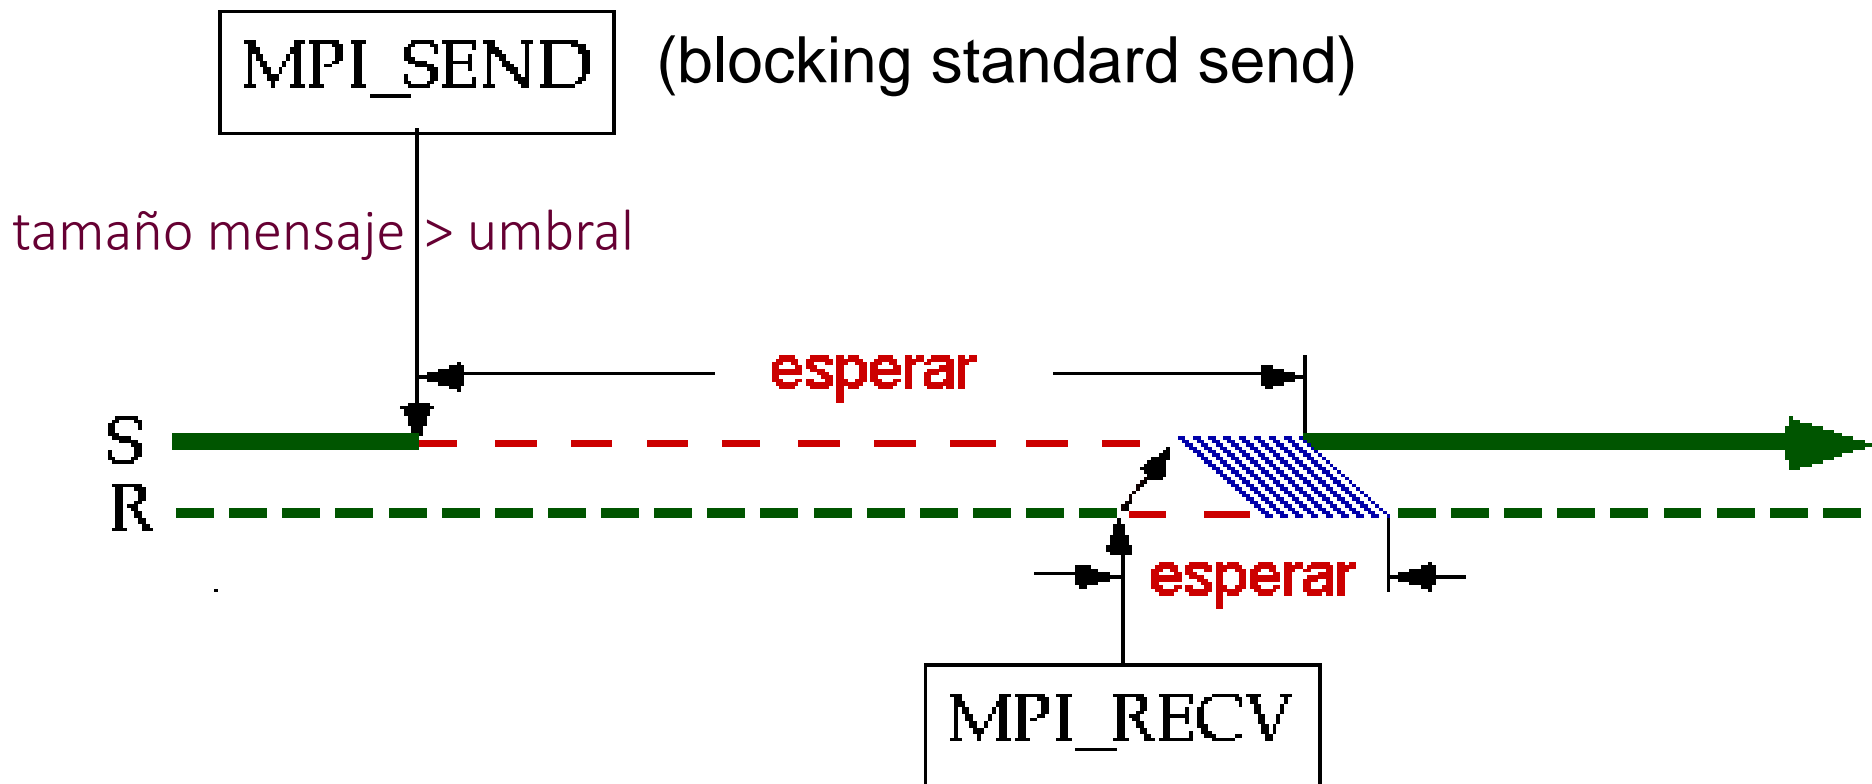 MPI_SEND (blocking standard send)
tamaño mensaje > umbral
esperar
S
R
esperar
MPI_RECV